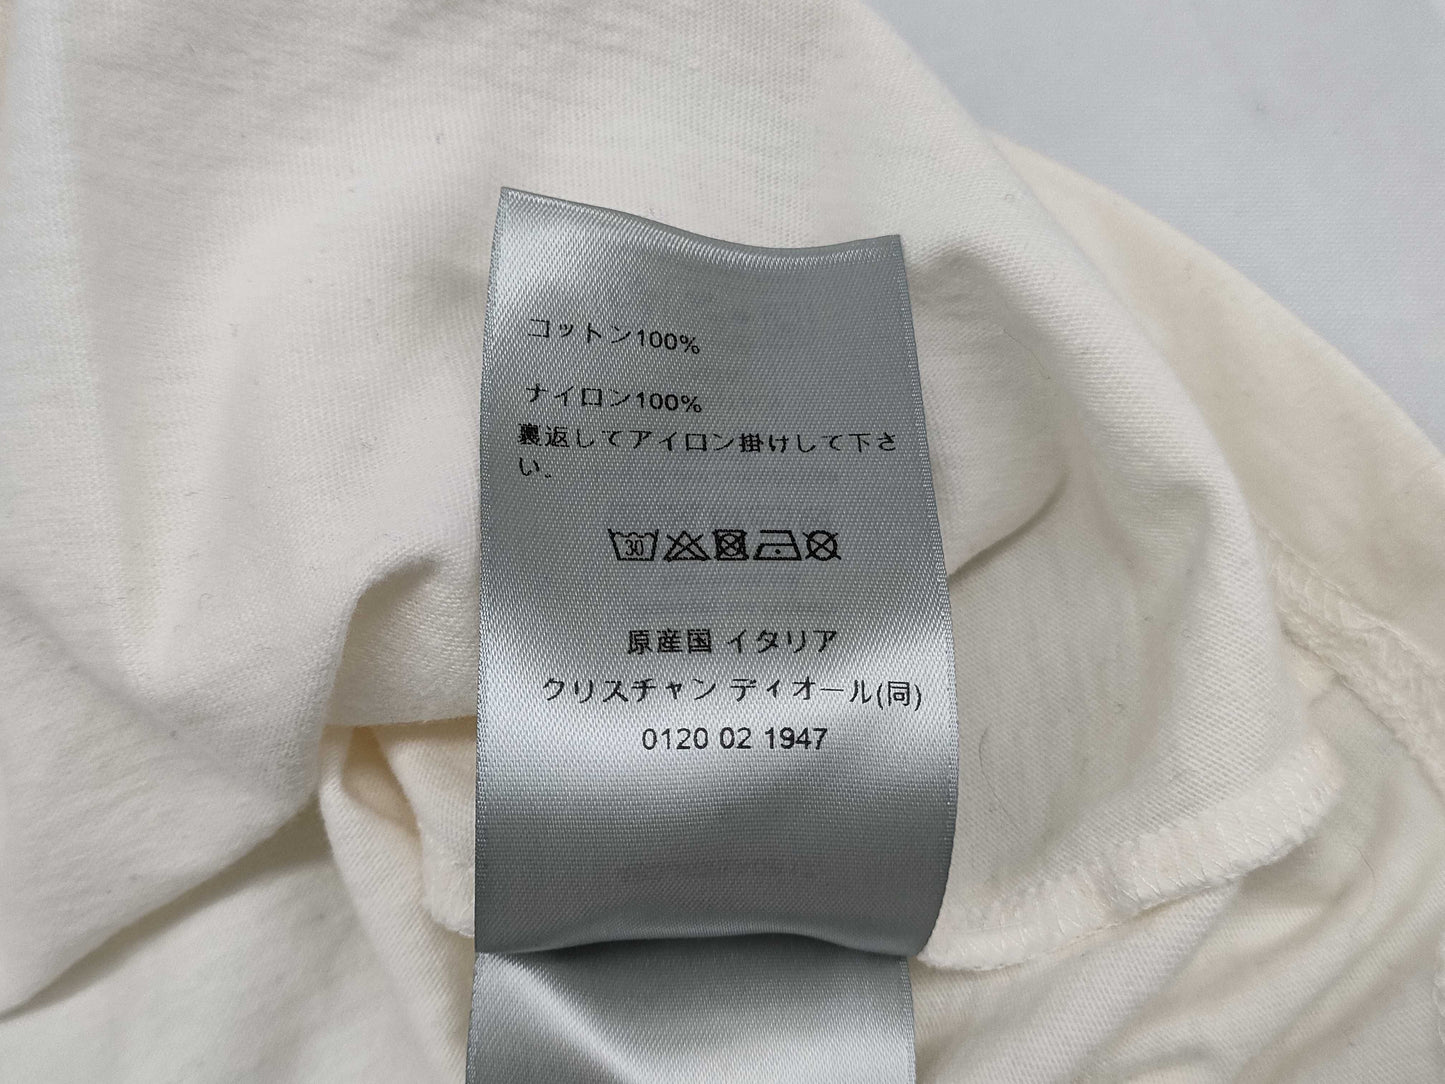 コットン100%
ナイロン100%
裏返してアイロン掛けして下さ
い。
30
原産国 イタリア
クリスチャン ディオール(同)
0120 02 1947